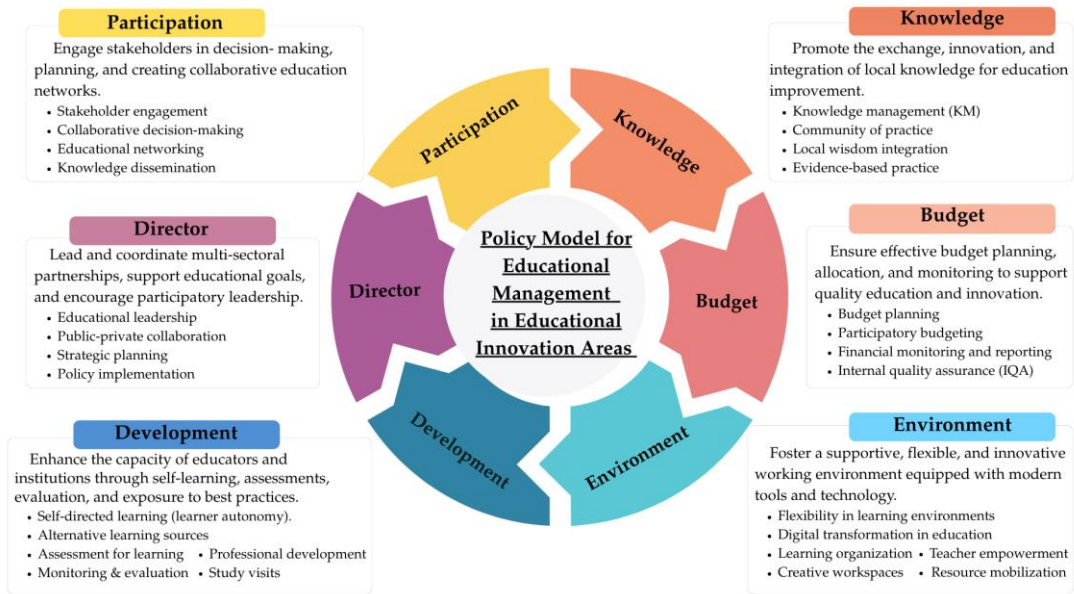 Participation
Engage stakeholders in decision- making,
planning, and creating collaborative education
networks.
• Stakeholder engagement
• Collaborative decision-making
• Educational networking
• Knowledge dissemination
Director
Lead and coordinate multi-sectoral
partnerships, support educational goals,
and encourage participatory leadership.
• Educational leadership
• Public-private collaboration
• Strategic planning
• Policy implementation
Development
Enhance the capacity of educators and
institutions through self-learning, assessments,
evaluation, and exposure to best practices.
• Self-directed learning (learner autonomy).
• Alternative learning sources
• Assessment for learning • Professional development
• Monitoring & evaluation • Study visits
Participation
Knowledge
Director
Budget
Development
Environment
Policy Model for
Educational
Management
in Educational
Innovation Areas
Knowledge
Promote the exchange, innovation, and
integration of local knowledge for education
improvement.
• Knowledge management (KM)
• Community of practice
• Local wisdom integration
• Evidence-based practice
Budget
Ensure effective budget planning,
allocation, and monitoring to support
quality education and innovation.
• Budget planning
• Participatory budgeting
• Financial monitoring and reporting
• Internal quality assurance (IQA)
Environment
Foster a supportive, flexible, and innovative
working environment equipped with modern
tools and technology.
• Flexibility in learning environments
• Digital transformation in education
• Learning organization • Teacher empowerment
• Creative workspaces • Resource mobilization